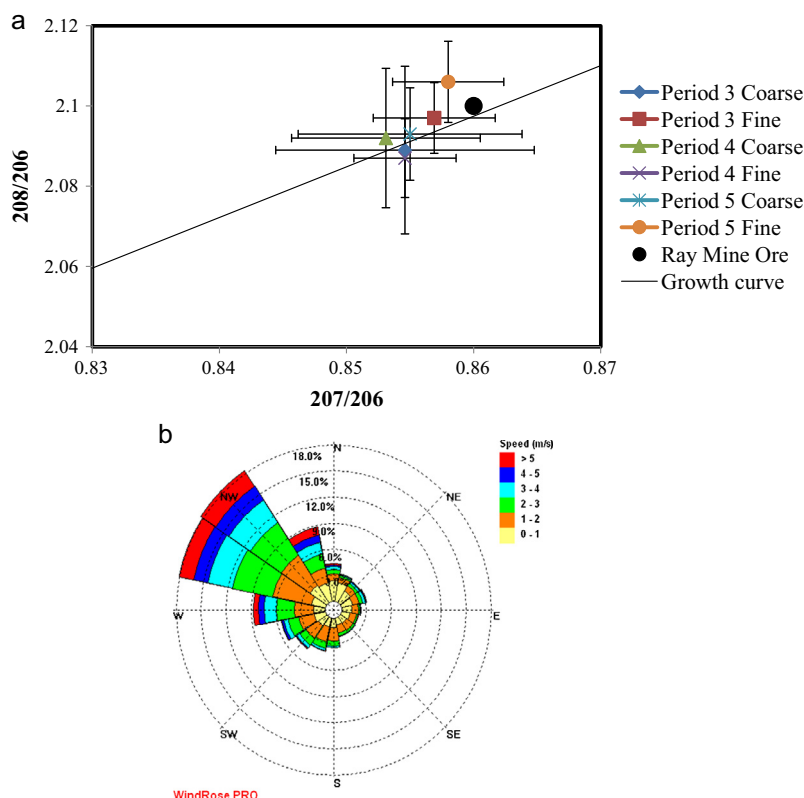 a
2.12
2.1
2.08
2.06
2.04
208/206
0.83 0.84 0.85 0.86 0.87
207/206
Period 3 Coarse
Period 3 Fine
Period 4 Coarse
Period 4 Fine
Period 5 Coarse
Period 5 Fine
Ray Mine Ore
Growth curve
b
N
NE
E
SE
S
SW
W
NW
18.0%
15.0%
12.0%
Speed (m/s)
> 5
4 - 5
3 - 4
2 - 3
1 - 2
0 - 1
WindRose PRO